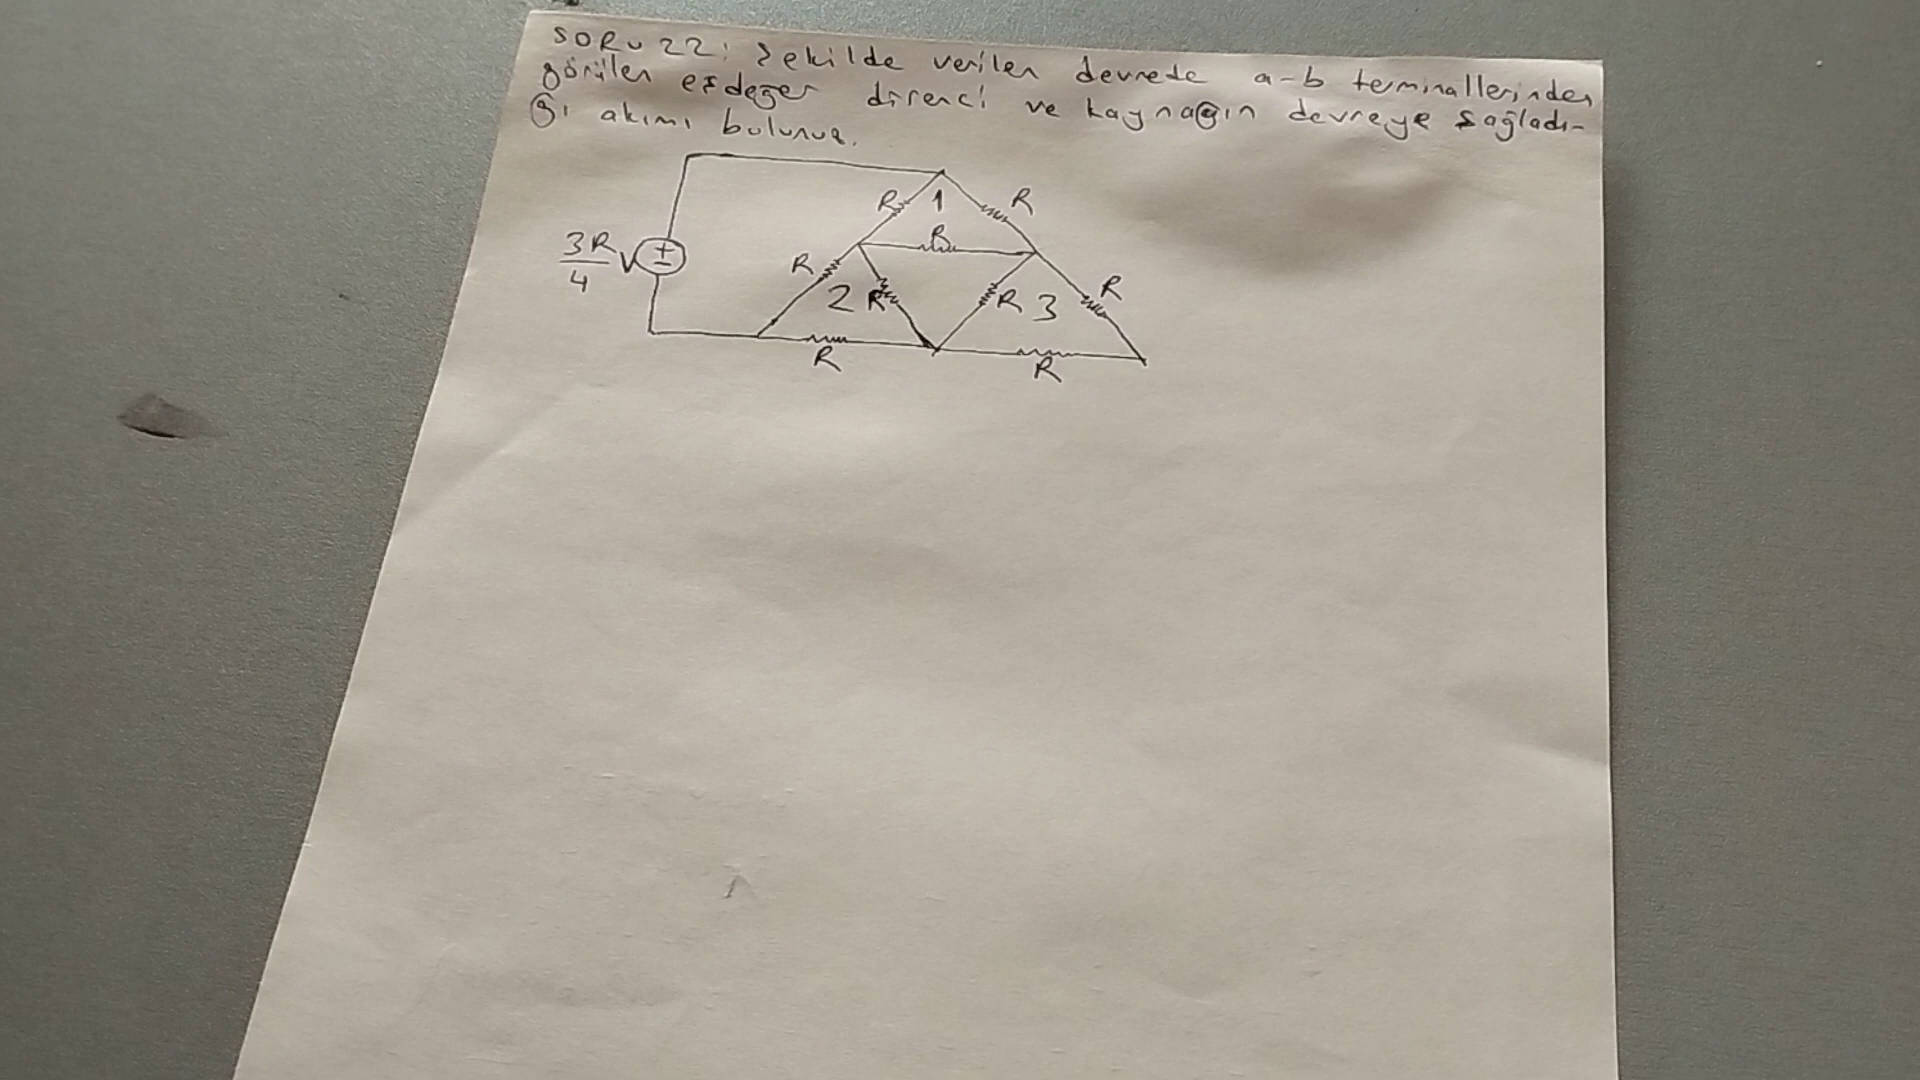 SORU 22: Şekilde verilen devrede a-b terminallerinden
görülen eşdeğer direnci ve kaynağın devreye sağladı-
ğı akımı bulunuz.
R 1 R
3R/4 V + - R
R 2 R R 3 R
R R